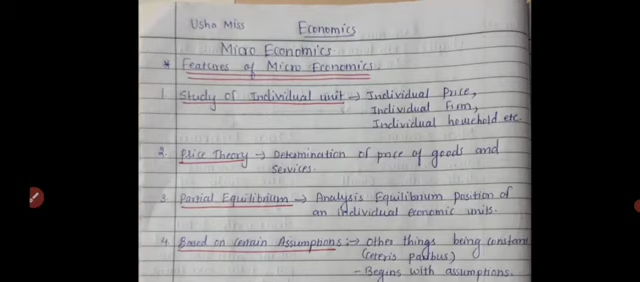 Usha Miss
Economics
Micro Economics.
* Features of Micro Economics
1. Study of Individual unit → Individual Price,
Individual Firm,
Individual household etc.
2. Price Theory → Determination of price of goods and
services.
3. Partial Equilibrium → Analysis Equilibrium position of
an individual economic units.
4. Based on Certain Assumptions :→ Other things being constant
(ceteris paribus)
- Begins with assumptions.